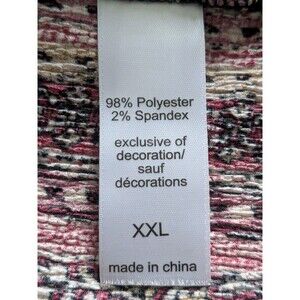 98% Polyester
2% Spandex
exclusive of
decoration/
sauf
décorations
XXL
made in china